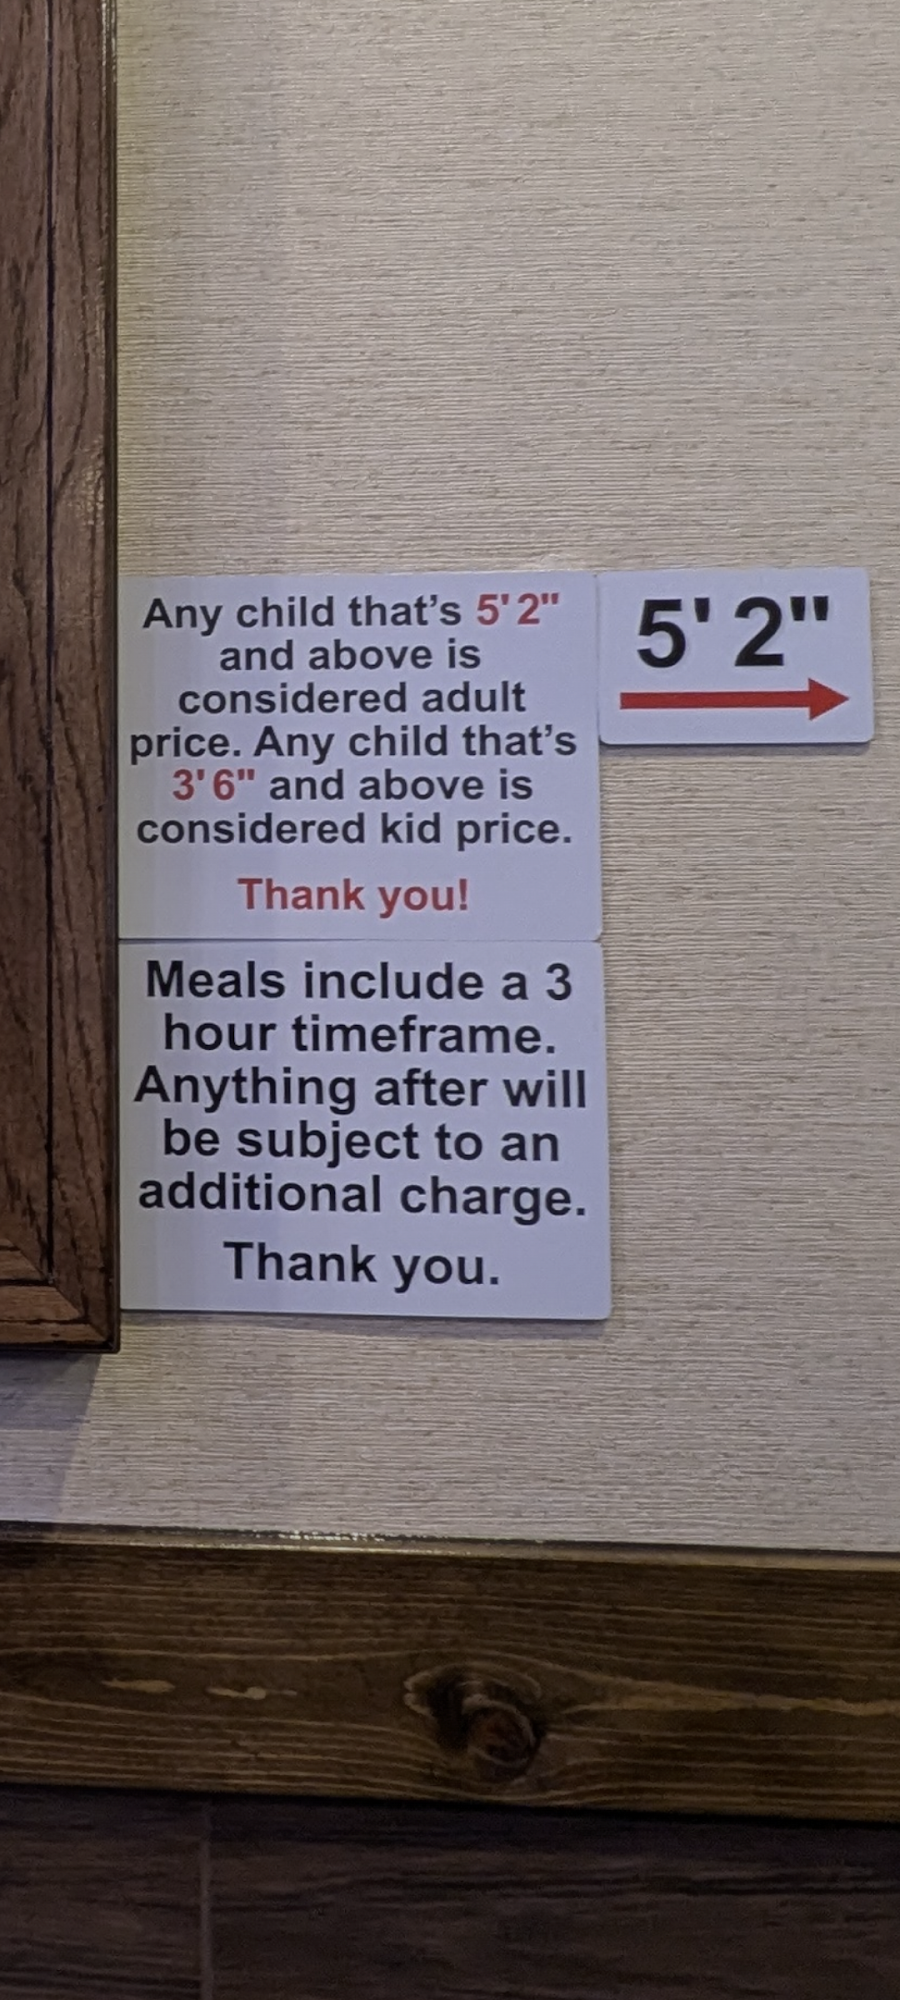 Any child that’s 5' 2"
and above is
considered adult
price. Any child that’s
3' 6" and above is
considered kid price.
Thank you!
5' 2"
Meals include a 3
hour timeframe.
Anything after will
be subject to an
additional charge.
Thank you.